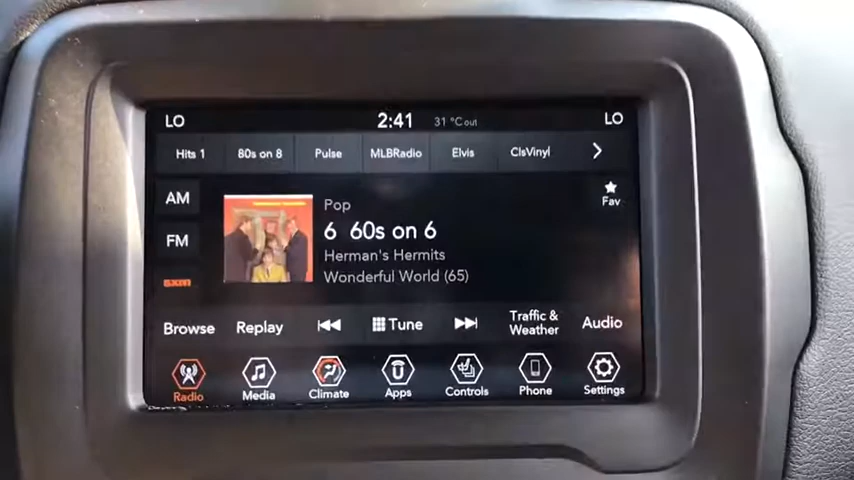 LO 2:41 31 °C out LO
Hits 1 80s on 8 Pulse MLBRadio Elvis ClsVinyl
AM
FM
sxm
Pop
6 60s on 6
Herman's Hermits
Wonderful World (65)
Fav
Browse Replay Tune Traffic & Weather Audio
Radio Media Climate Apps Controls Phone Settings